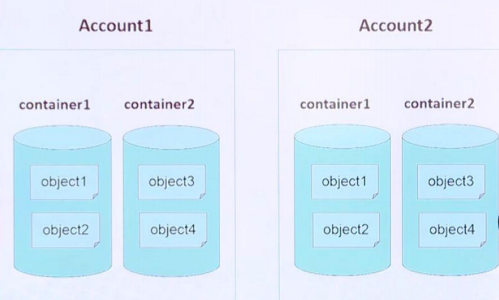 Account1 Account2
container1 container2 container1 container2
object1 object3 object1 object3
object2 object4 object2 object4